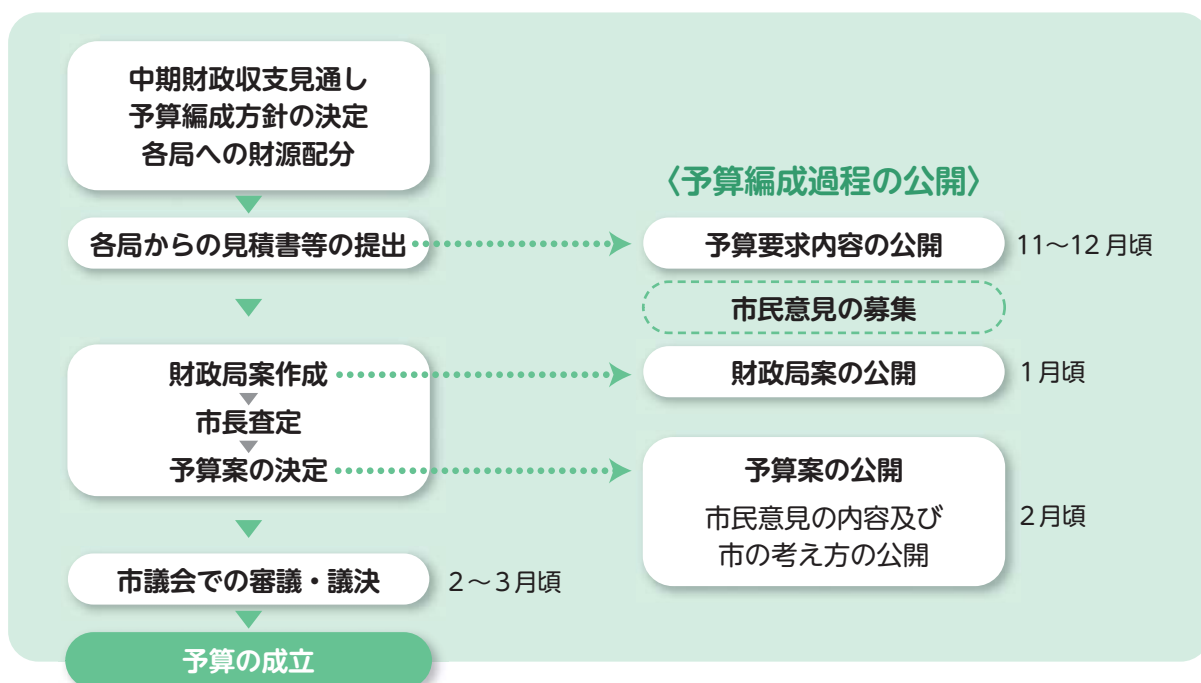 中期財政収支見通し
予算編成方針の決定
各局への財源配分
〈予算編成過程の公開〉
各局からの見積書等の提出
予算要求内容の公開
11～12月頃
市民意見の募集
財政局案作成
財政局案の公開
1月頃
市長査定
予算案の決定
予算案の公開
市民意見の内容及び
市の考え方の公開
2月頃
市議会での審議・議決
2～3月頃
予算の成立